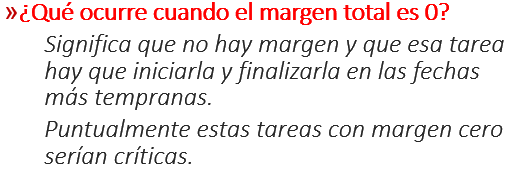 »¿Qué ocurre cuando el margen total es 0?
Significa que no hay margen y que esa tarea
hay que iniciarla y finalizarla en las fechas
más tempranas.
Puntualmente estas tareas con margen cero
serían críticas.